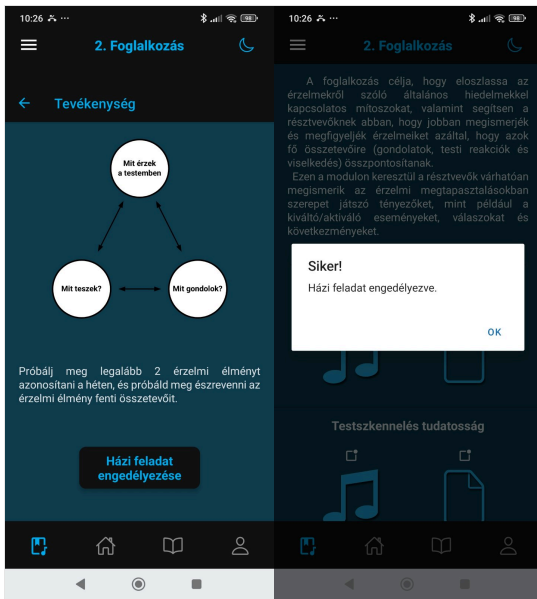 10:26 ···
98
2. Foglalkozás
Tevékenység
Mit érzek
a testemben
Mit teszek?
Mit gondolok?
Próbálj meg legalább 2 érzelmi élményt
azonosítani a héten, és próbáld meg észrevenni az
érzelmi élmény fenti összetevőit.
Házi feladat
engedélyezése
10:26 ···
98
2. Foglalkozás
A foglalkozás célja, hogy eloszlassa az
érzelmekről szóló általános hiedelmekkel
kapcsolatos mítoszokat, valamint segítsen a
résztvevőknek abban, hogy jobban megismerjék
és megfigyeljék érzelmeiket azáltal, hogy azok
fő összetevőire (gondolatok, testi reakciók és
viselkedés) összpontosítanak.
Ezen a modulon keresztül a résztvevők várhatóan
megismerik az érzelmi megtapasztalásokban
szerepet játszó tényezőket, mint például a
kiváltó/aktiváló eseményeket, válaszokat és
következményeket.
Siker!
Házi feladat engedélyezve.
OK
Testszkennelés tudatosság